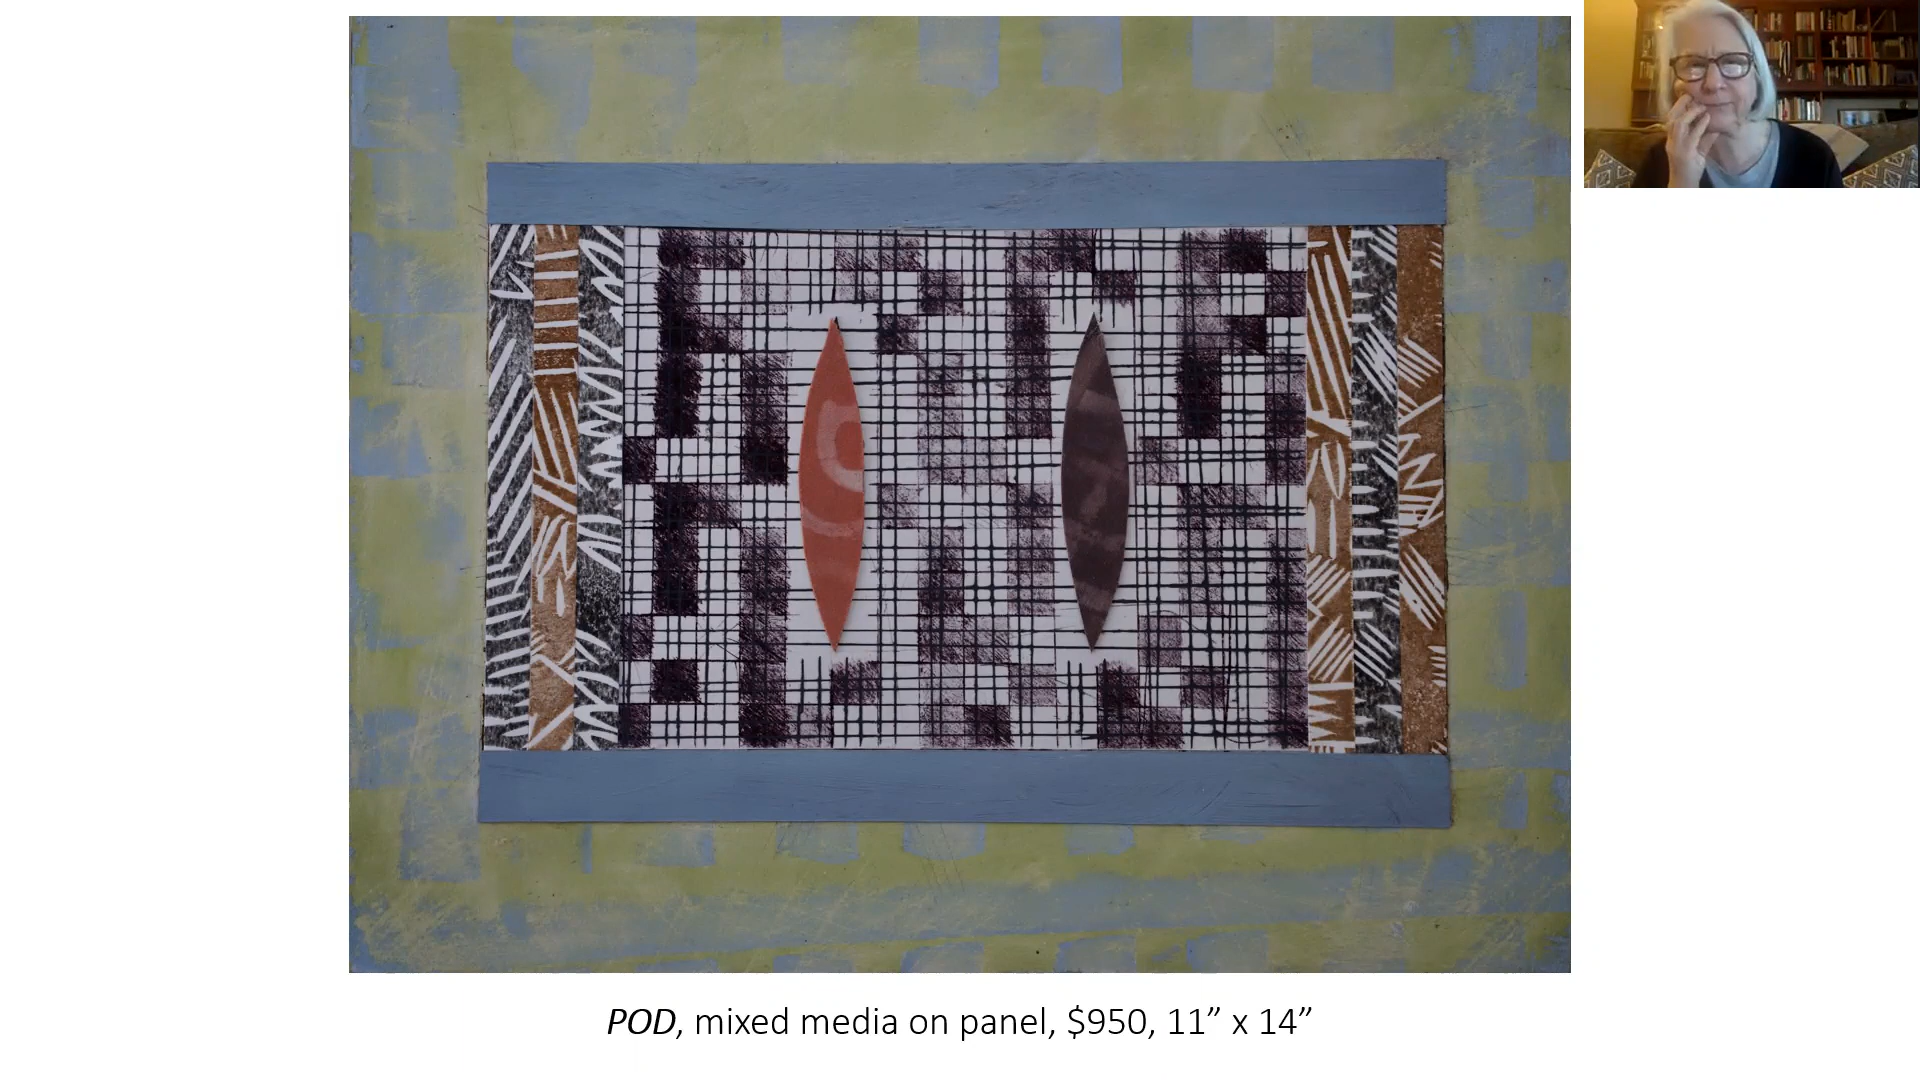 POD, mixed media on panel, $950, 11” x 14”